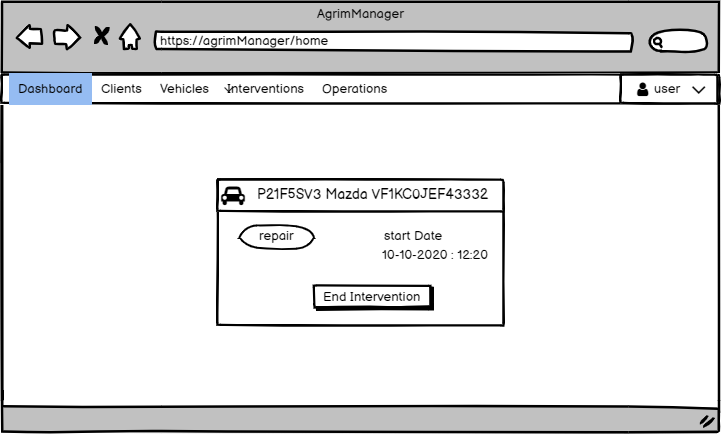 AgrimManager
https://agrimManager/home
Dashboard Clients Vehicles Interventions Operations user
P21F5SV3 Mazda VF1KC0JEF43332
repair start Date
10-10-2020 : 12:20
End Intervention